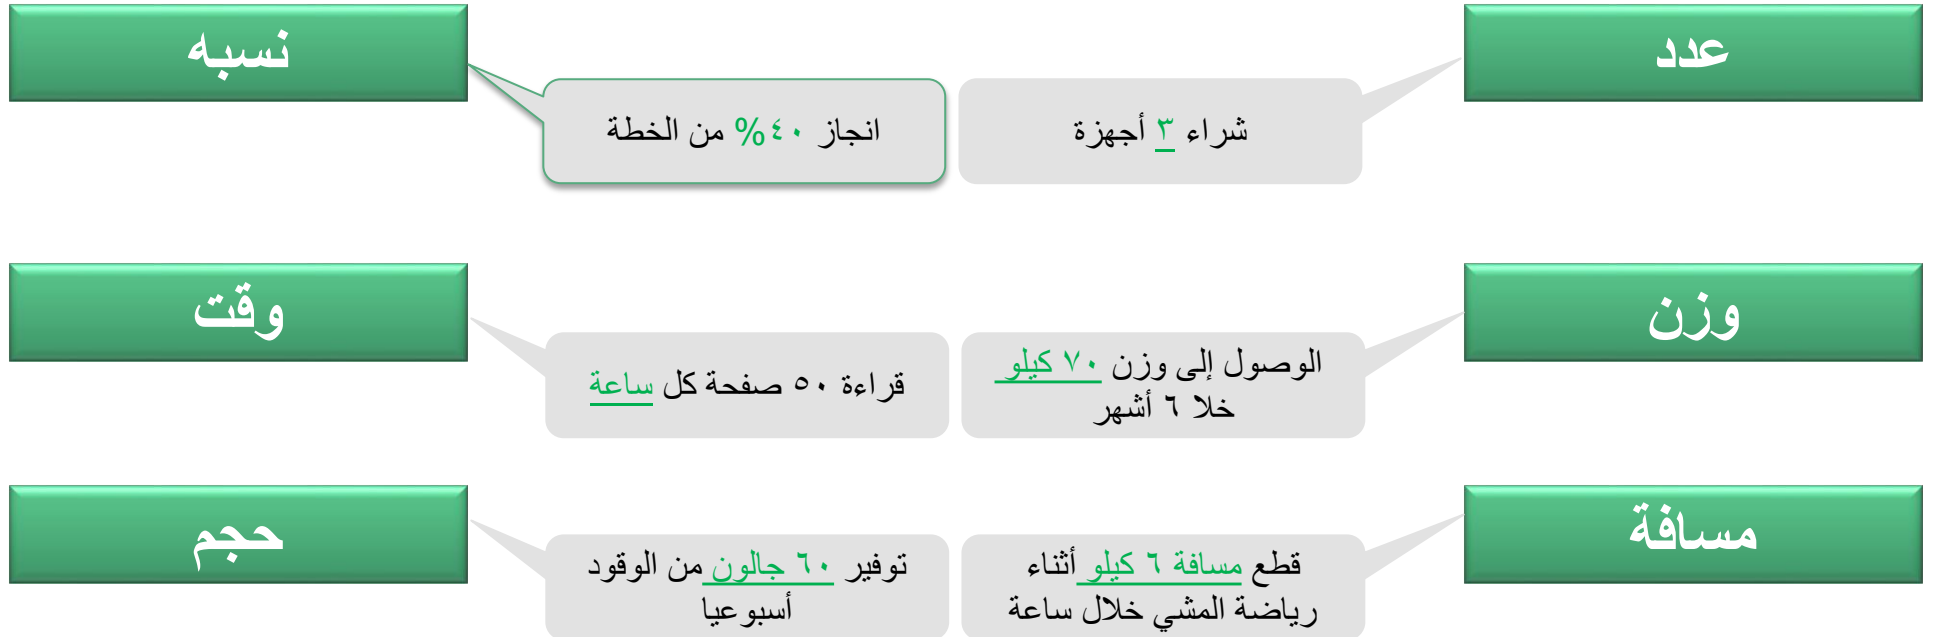 عدد
شراء ٣ أجهزة
نسبه
انجاز ٤٠% من الخطة
وزن
الوصول إلى وزن ٧٠ كيلو
خلا ٦ أشهر
وقت
قراءة ٥٠ صفحة كل ساعة
مسافة
قطع مسافة ٦ كيلو أثناء
رياضة المشي خلال ساعة
حجم
توفير ٦٠ جالون من الوقود
أسبوعيا